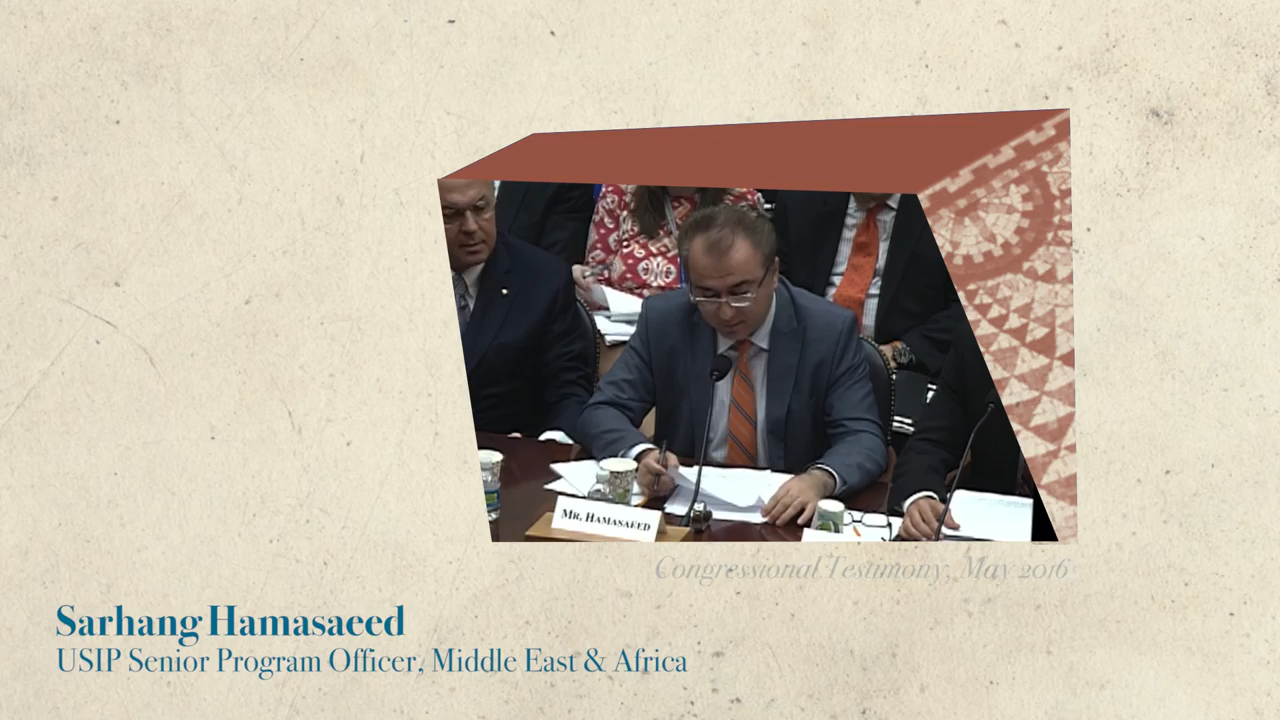 MR. HAMASAEED
Congressional Testimony, May 2016
Sarhang Hamasaeed
USIP Senior Program Officer, Middle East & Africa